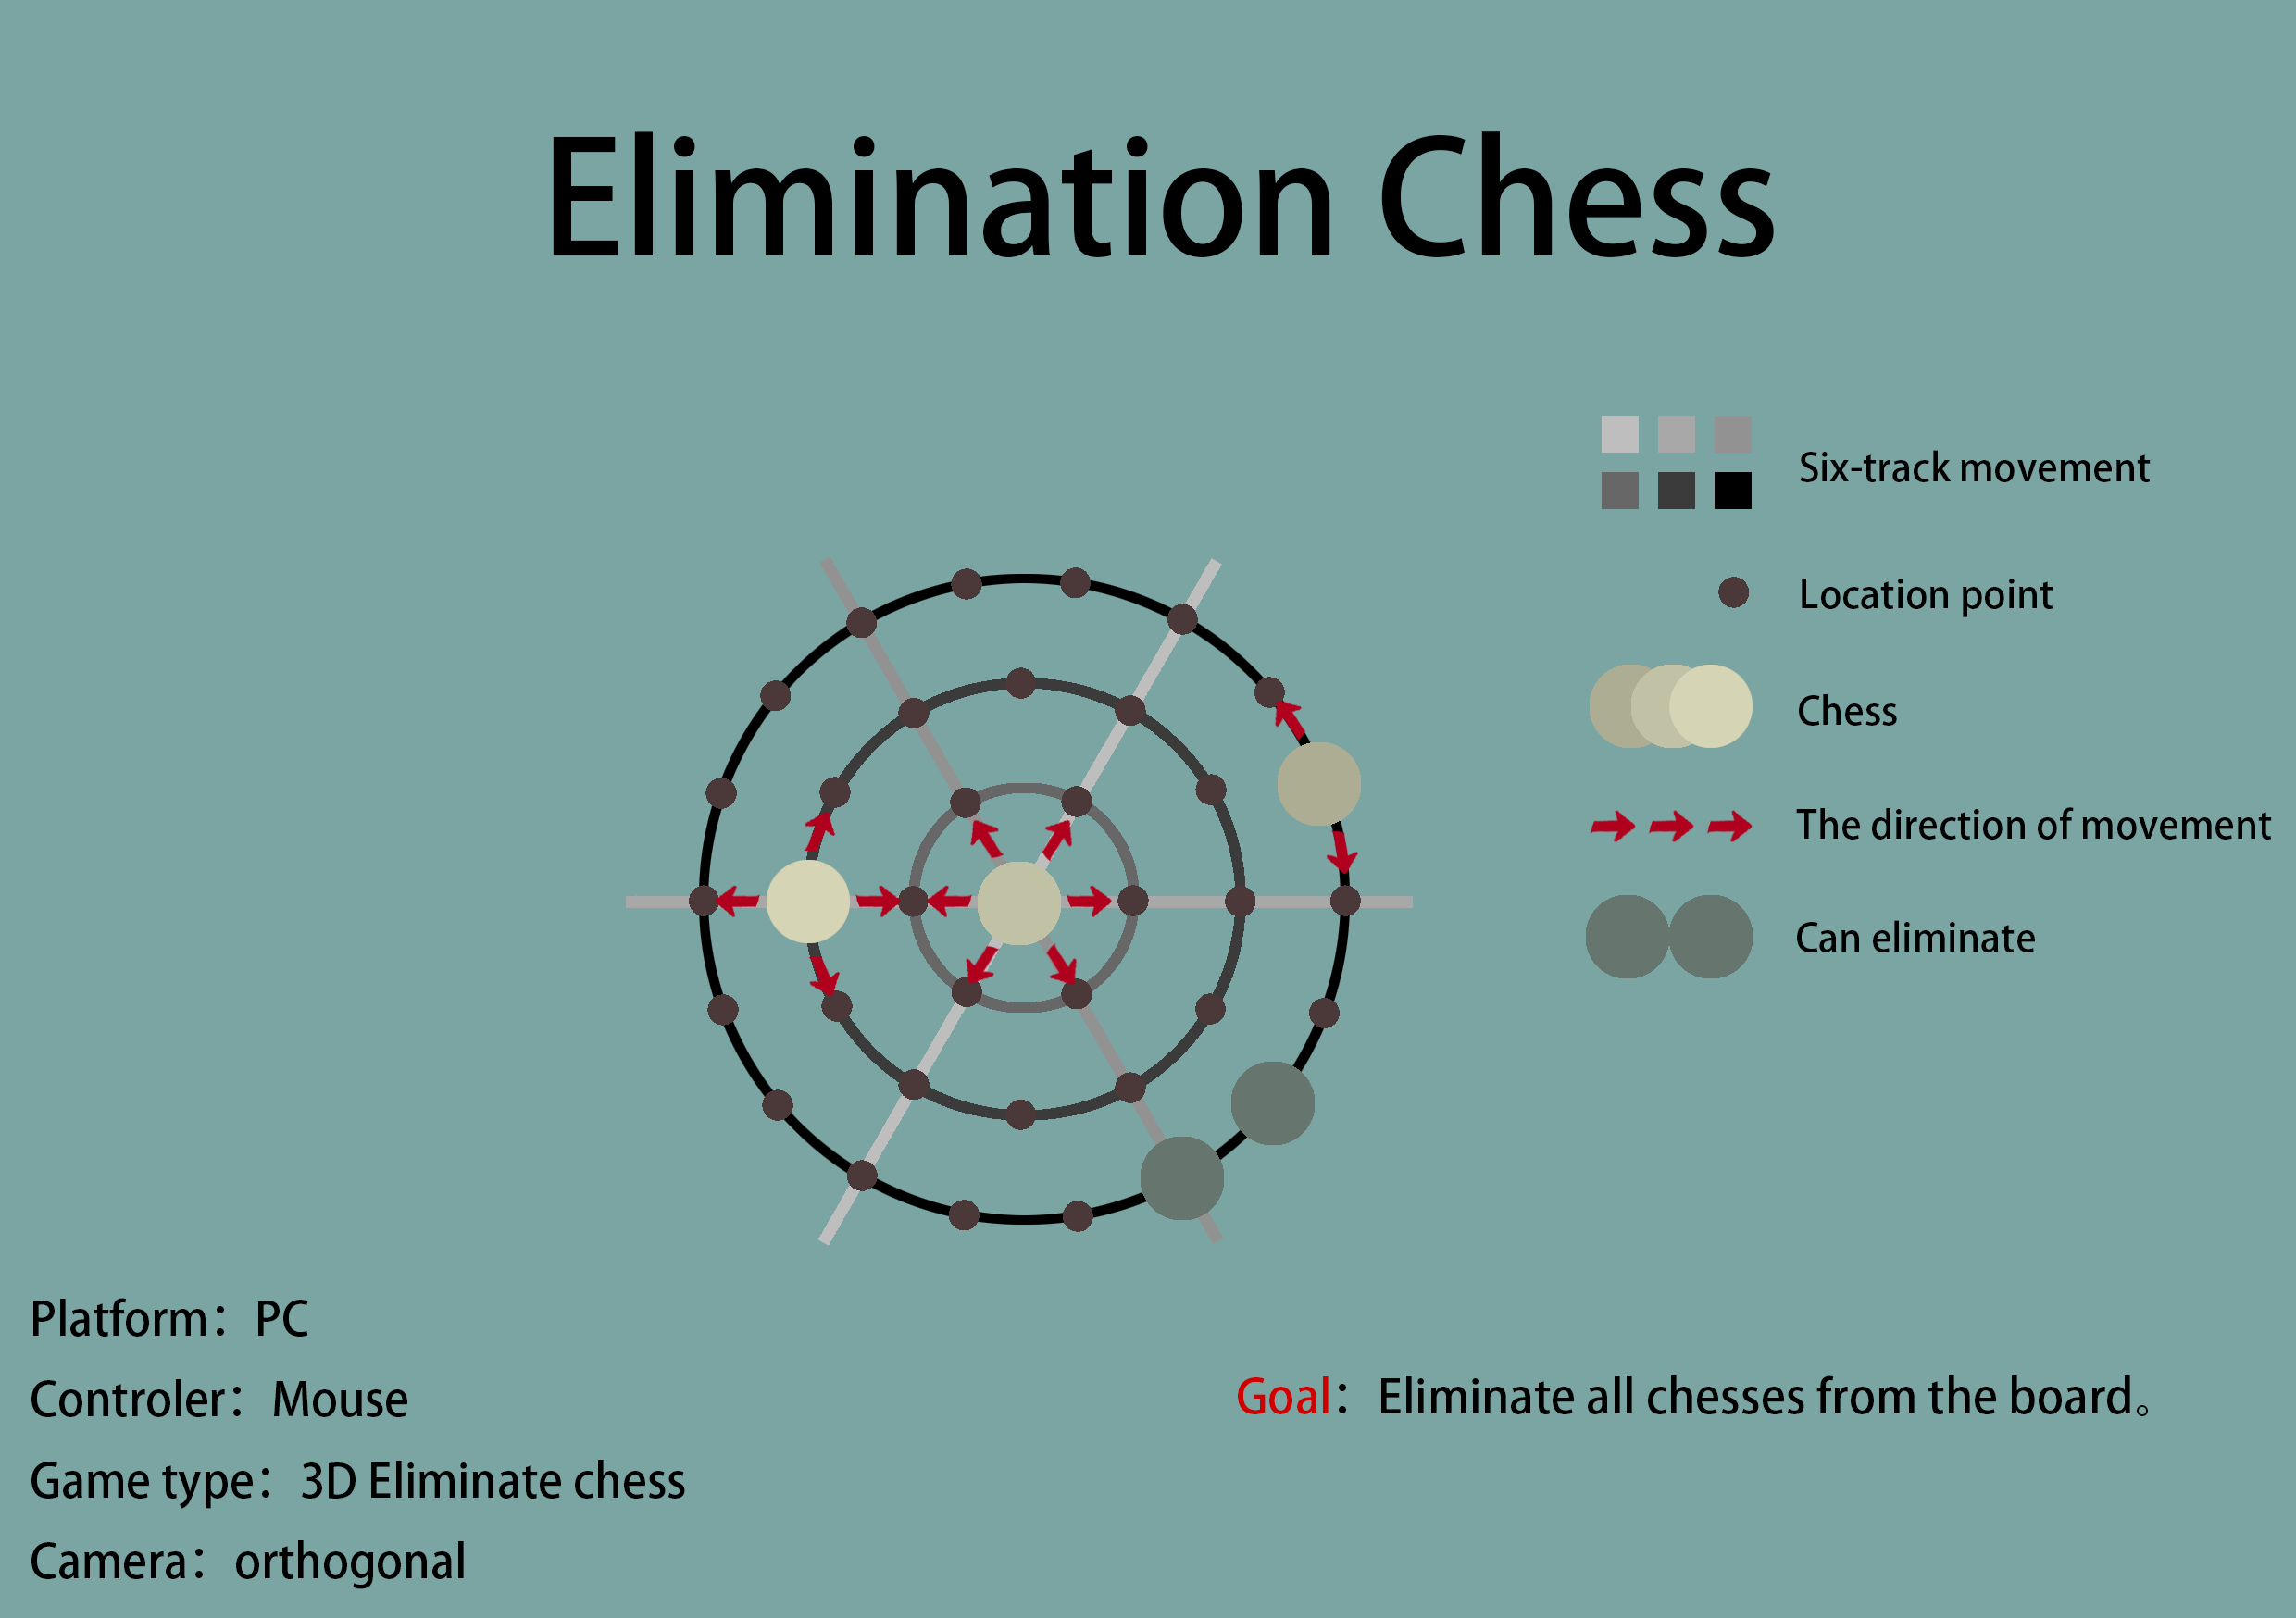 Elimination Chess
Six-track movement
Location point
Chess
The direction of movement
Can eliminate
Platform： PC
Controler： Mouse
Game type： 3D Eliminate chess
Camera： orthogonal
Goal： Eliminate all chesses from the board。